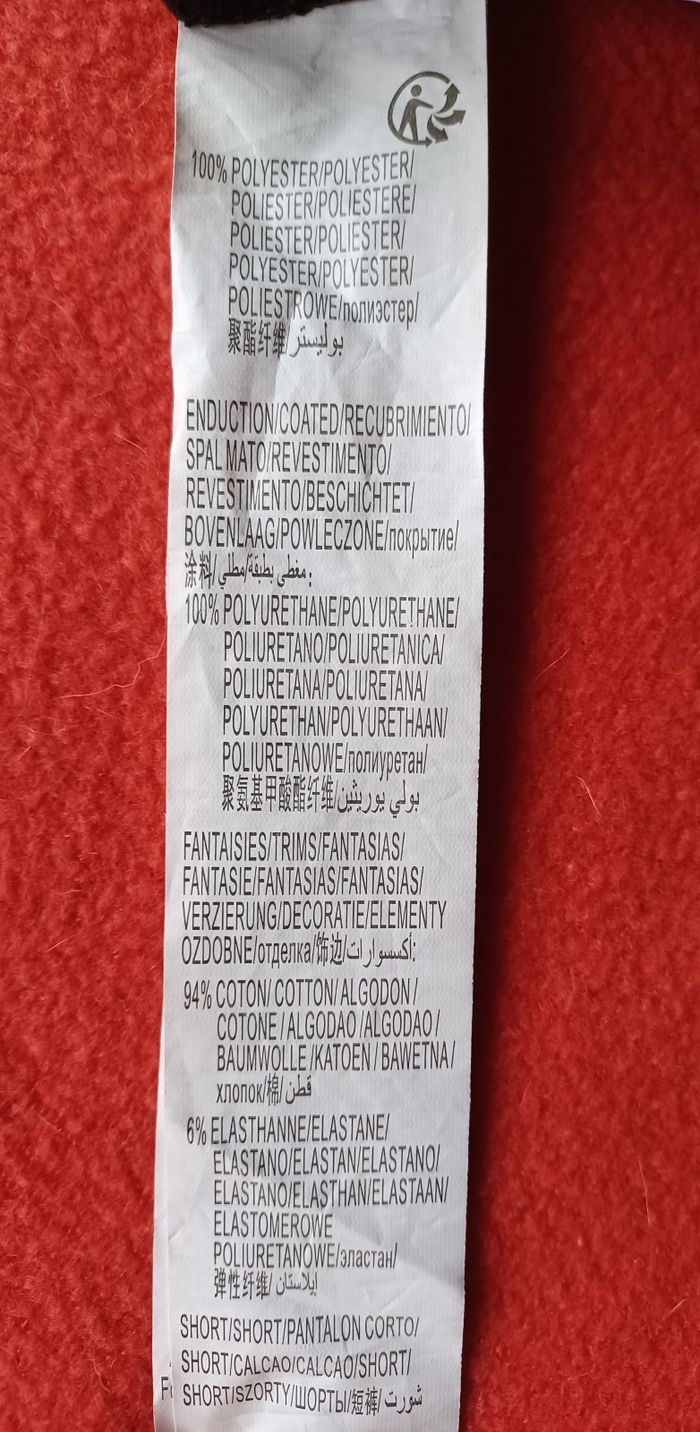 100% POLYESTER/POLYESTER/
POLIESTER/POLIESTERE/
POLIESTER/POLIESTER/
POLYESTER/POLYESTER/
POLIESTROWE/полиэстер/
聚酯纤维/بوليستر
ENDUCTION/COATED/RECUBRIMIENTO/
SPAL MATO/REVESTIMENTO/
REVESTIMENTO/BESCHICHTET/
BOVENLAAG/POWLECZONE/покрытие/
涂料/مغطى بطبقة/مطلي:
100% POLYURETHANE/POLYURETHANE/
POLIURETANO/POLIURETANICA/
POLIURETANA/POLIURETANA/
POLYURETHAN/POLYURETHAAN/
POLIURETANOWE/полиуретан/
聚氨基甲酸酯纤维/بولي يوريثين
FANTAISIES/TRIMS/FANTASIAS/
FANTASIE/FANTASIAS/FANTASIAS/
VERZIERUNG/DECORATIE/ELEMENTY
OZDOBNE/отделка/饰边/أكسسوارات:
94% COTON/ COTTON/ ALGODON /
COTONE / ALGODAO /ALGODAO /
BAUMWOLLE /KATOEN / BAWETNA /
хлопок/棉/ قطن
6% ELASTHANNE/ELASTANE/
ELASTANO/ELASTAN/ELASTANO/
ELASTANO/ELASTHAN/ELASTAAN/
ELASTOMEROWE
POLIURETANOWE/эластан/
弹性纤维/ إيلاستان
SHORT/SHORT/PANTALON CORTO/
SHORT/CALCAO/CALCAO/SHORT/
SHORT/SZORTY/ШОРТЫ/短裤/ شورت